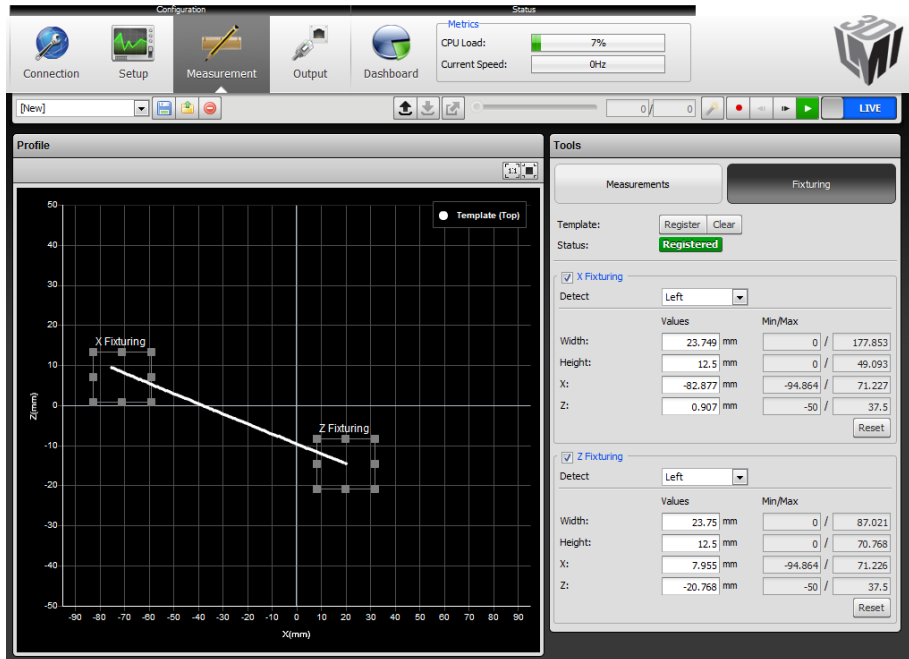 Configuration
Status
Connection
Setup
Measurement
Output
Dashboard
Metrics
CPU Load: 7%
Current Speed: 0Hz
3D
LMI
[New]
0 / 0
LIVE
Profile
1:1
Template (Top)
50
40
30
20
10
0
-10
-20
-30
-40
-50
Z(mm)
X Fixturing
Z Fixturing
-90 -80 -70 -60 -50 -40 -30 -20 -10 0 10 20 30 40 50 60 70 80 90
X(mm)
Tools
Measurements Fixturing
Template: Register Clear
Status: Registered
X Fixturing
Detect Left
Values Min/Max
Width: 23.749 mm 0 / 177.853
Height: 12.5 mm 0 / 49.093
X: -82.877 mm -94.864 / 71.227
Z: 0.907 mm -50 / 37.5
Reset
Z Fixturing
Detect Left
Values Min/Max
Width: 23.75 mm 0 / 87.021
Height: 12.5 mm 0 / 70.768
X: 7.955 mm -94.864 / 71.226
Z: -20.768 mm -50 / 37.5
Reset